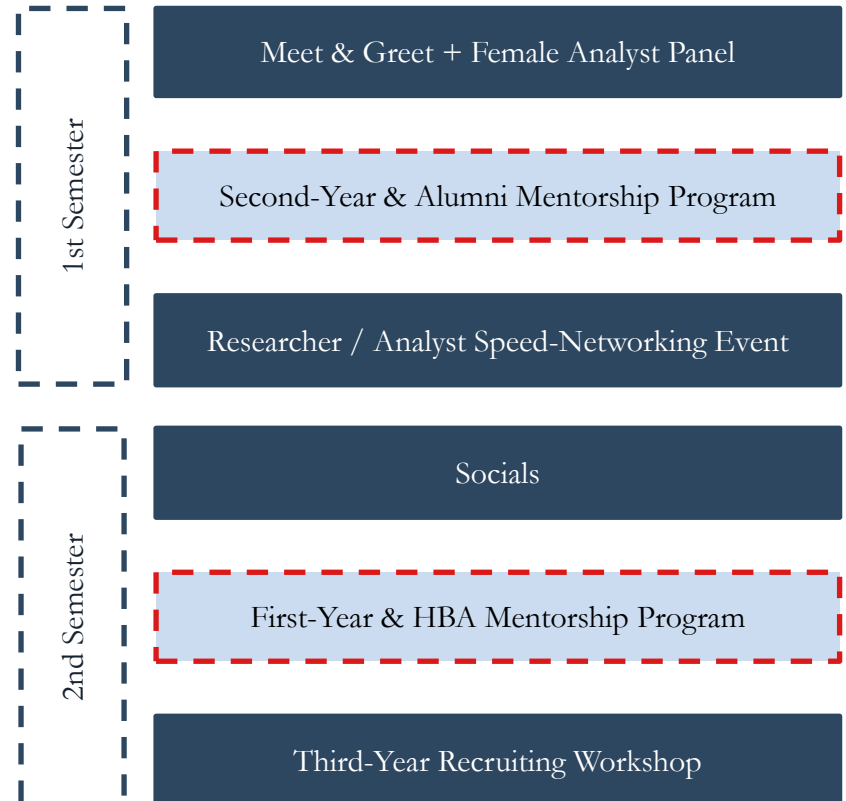 1st Semester
Meet & Greet + Female Analyst Panel
Second-Year & Alumni Mentorship Program
Researcher / Analyst Speed-Networking Event
2nd Semester
Socials
First-Year & HBA Mentorship Program
Third-Year Recruiting Workshop